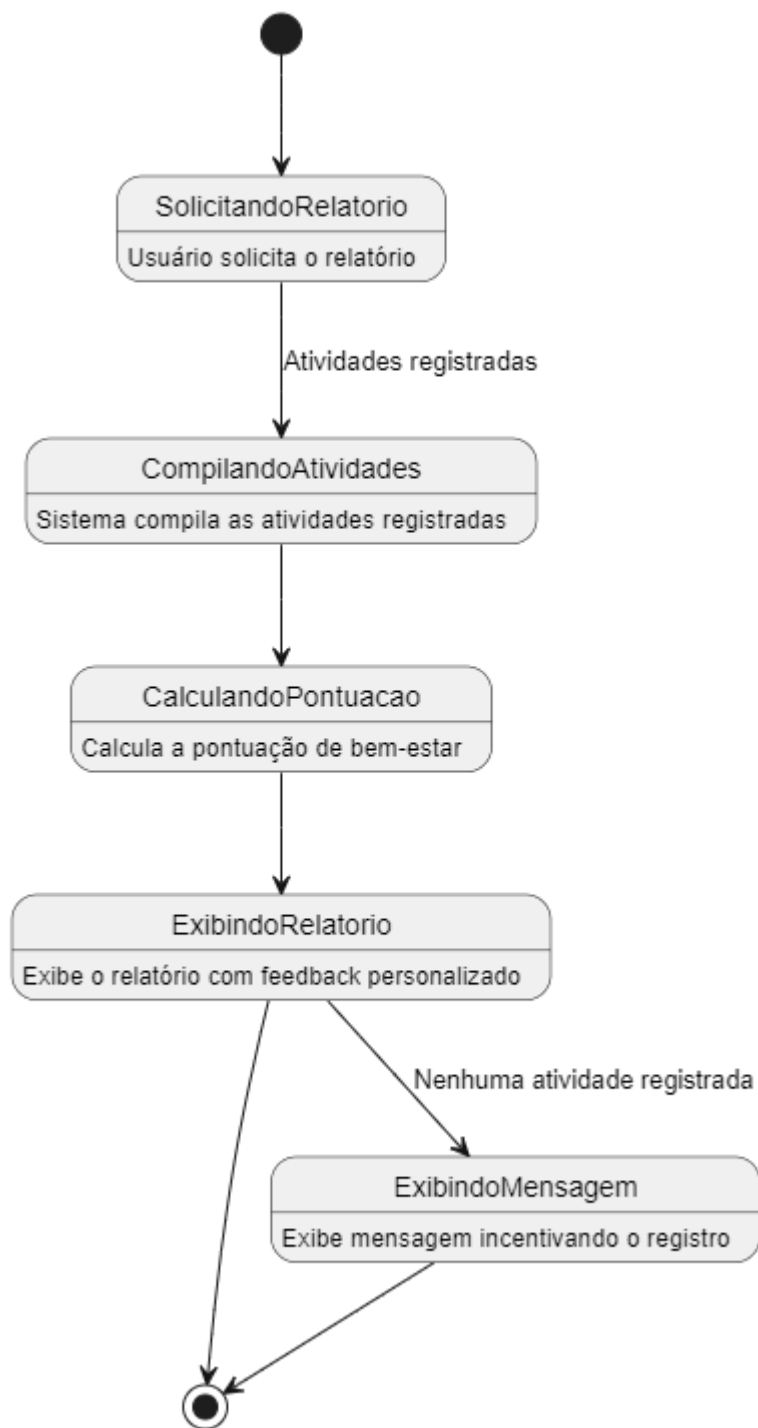 SolicitandoRelatorio
Usuário solicita o relatório
Atividades registradas
CompilandoAtividades
Sistema compila as atividades registradas
CalculandoPontuacao
Calcula a pontuação de bem-estar
ExibindoRelatorio
Exibe o relatório com feedback personalizado
Nenhuma atividade registrada
ExibindoMensagem
Exibe mensagem incentivando o registro